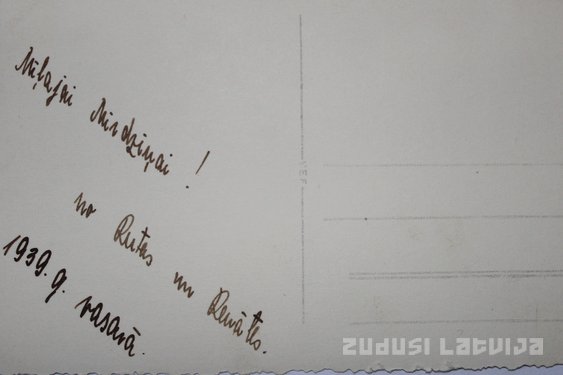 Mīļajai Mirdziņai!
no Rutas un Renātes.
1939. g. vasarā.
ZUDUSI LATVIJA